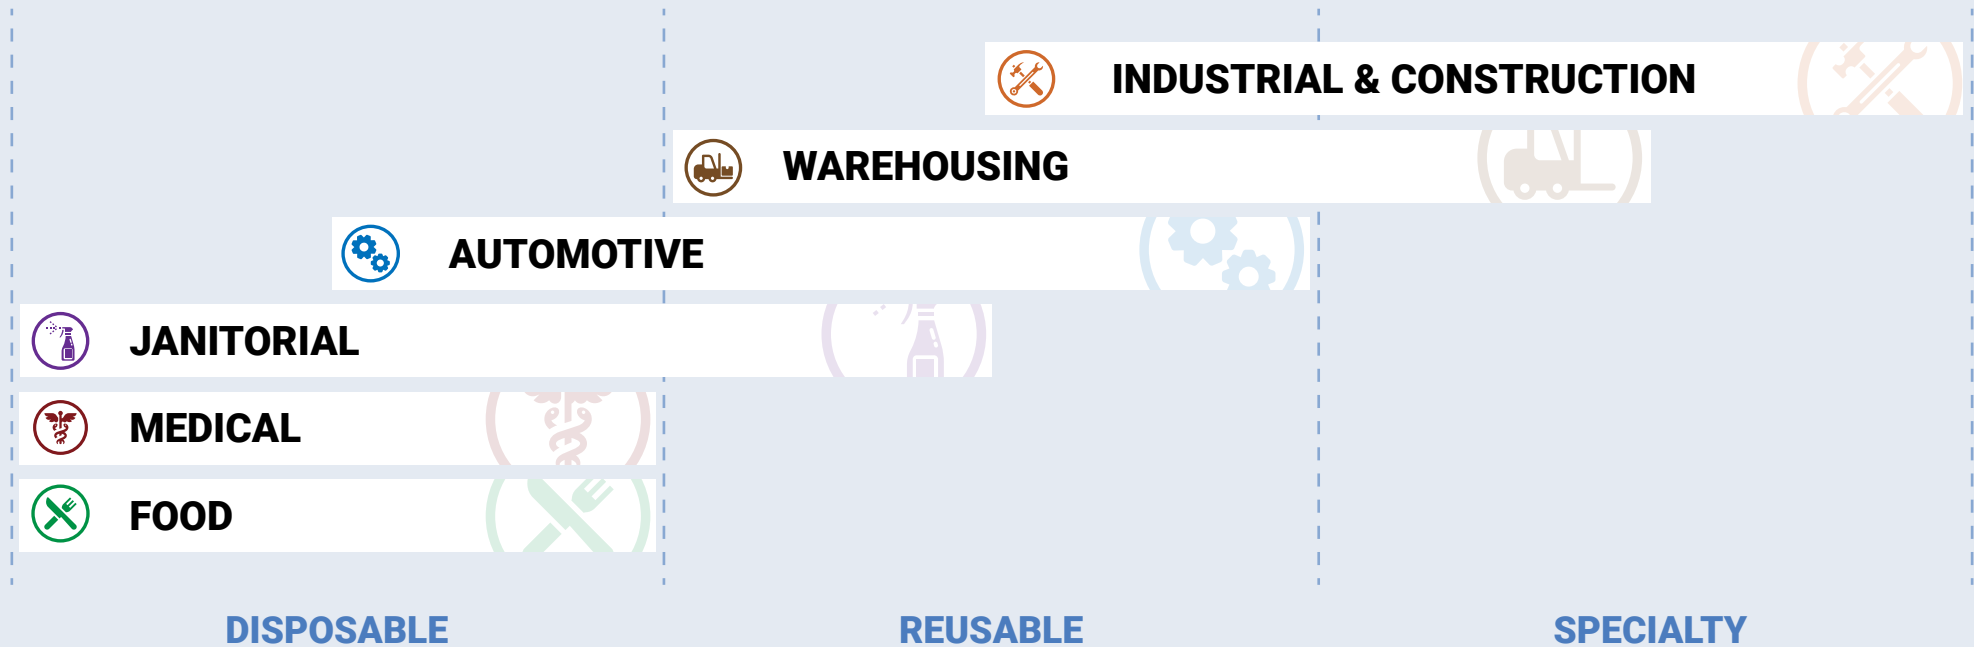 INDUSTRIAL & CONSTRUCTION
WAREHOUSING
AUTOMOTIVE
JANITORIAL
MEDICAL
FOOD
DISPOSABLE REUSABLE SPECIALTY